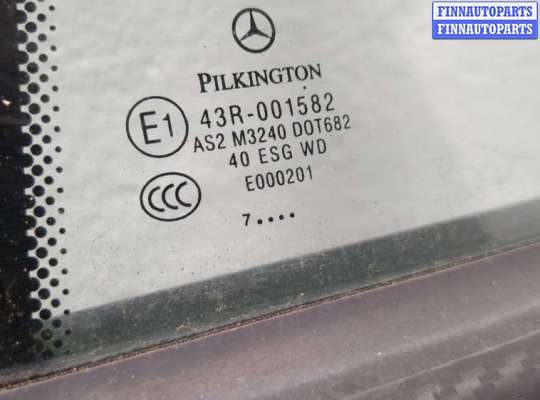 FINNAUTOPARTS
FINNAUTOPARTS
PILKINGTON
E1 43R-001582
AS2 M3240 DOT682
40 ESG WD
E000201
CCC
7....